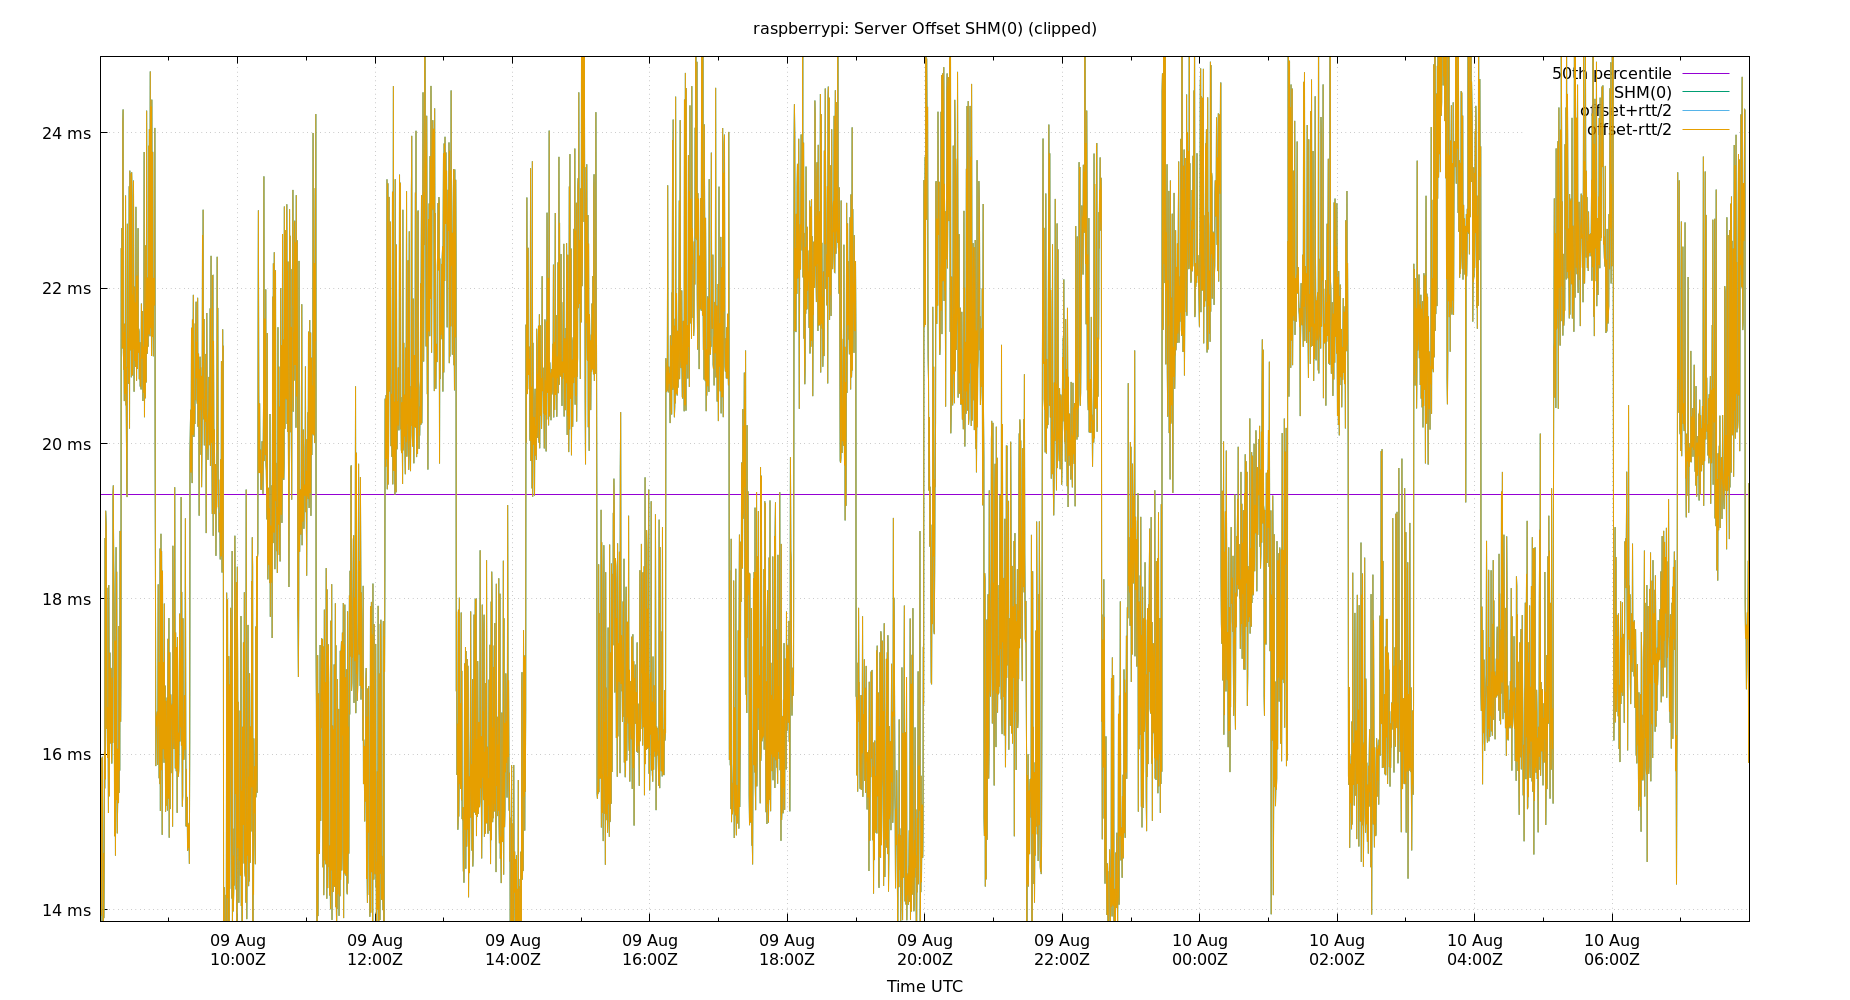 raspberrypi: Server Offset SHM(0) (clipped)
50th percentile
SHM(0)
offset+rtt/2
offset-rtt/2
24 ms
22 ms
20 ms
18 ms
16 ms
14 ms
09 Aug 09 Aug 09 Aug 09 Aug 09 Aug 09 Aug 09 Aug 10 Aug 10 Aug 10 Aug 10 Aug
10:00Z 12:00Z 14:00Z 16:00Z 18:00Z 20:00Z 22:00Z 00:00Z 02:00Z 04:00Z 06:00Z
Time UTC